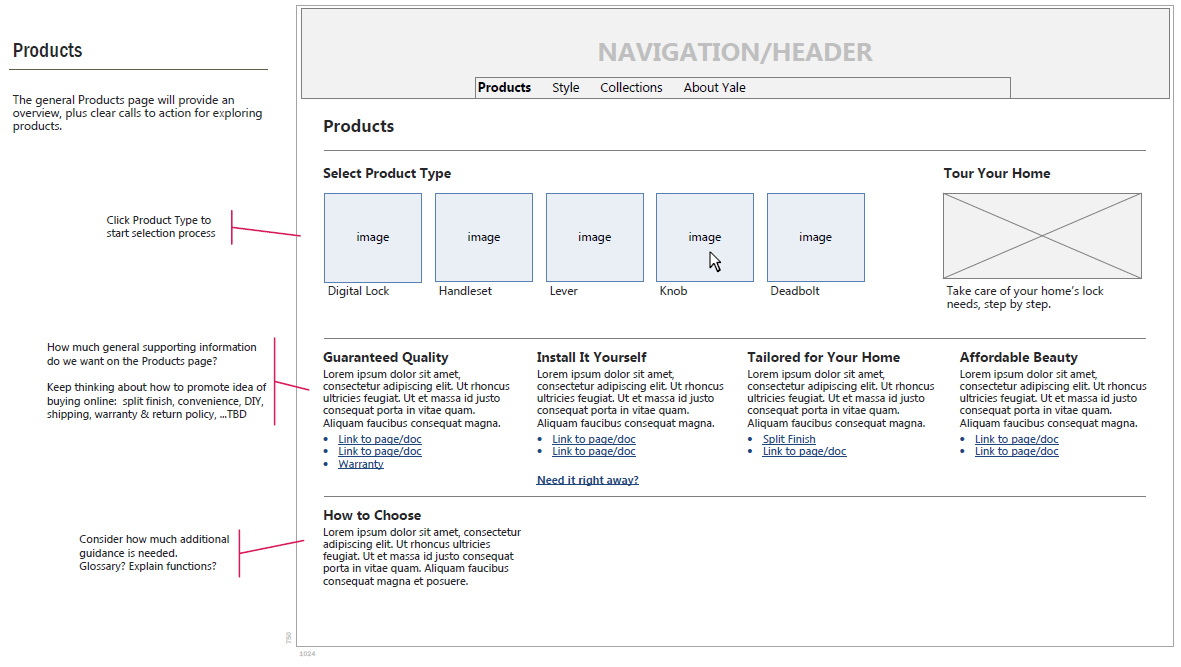 Products
The general Products page will provide an
overview, plus clear calls to action for exploring
products.
Click Product Type to
start selection process
How much general supporting information
do we want on the Products page?
Keep thinking about how to promote idea of
buying online:  split finish, convenience, DIY,
shipping, warranty & return policy, ...TBD
Consider how much additional
guidance is needed.
Glossary? Explain functions?
NAVIGATION/HEADER
Products Style Collections About Yale
Products
Select Product Type
image image image image image
Digital Lock Handleset Lever Knob Deadbolt
Tour Your Home
Take care of your home's lock
needs, step by step.
Guaranteed Quality
Lorem ipsum dolor sit amet,
consectetur adipiscing elit. Ut rhoncus
ultricies feugiat. Ut et massa id justo
consequat porta in vitae quam.
Aliquam faucibus consequat magna.
• Link to page/doc
• Link to page/doc
• Warranty
Install It Yourself
Lorem ipsum dolor sit amet,
consectetur adipiscing elit. Ut rhoncus
ultricies feugiat. Ut et massa id justo
consequat porta in vitae quam.
Aliquam faucibus consequat magna.
• Link to page/doc
• Link to page/doc
Need it right away?
Tailored for Your Home
Lorem ipsum dolor sit amet,
consectetur adipiscing elit. Ut rhoncus
ultricies feugiat. Ut et massa id justo
consequat porta in vitae quam.
Aliquam faucibus consequat magna.
• Split Finish
• Link to page/doc
Affordable Beauty
Lorem ipsum dolor sit amet,
consectetur adipiscing elit. Ut rhoncus
ultricies feugiat. Ut et massa id justo
consequat porta in vitae quam.
Aliquam faucibus consequat magna.
• Link to page/doc
• Link to page/doc
How to Choose
Lorem ipsum dolor sit amet, consectetur
adipiscing elit. Ut rhoncus ultricies
feugiat. Ut et massa id justo consequat
porta in vitae quam. Aliquam faucibus
consequat magna et posuere.
750
1024